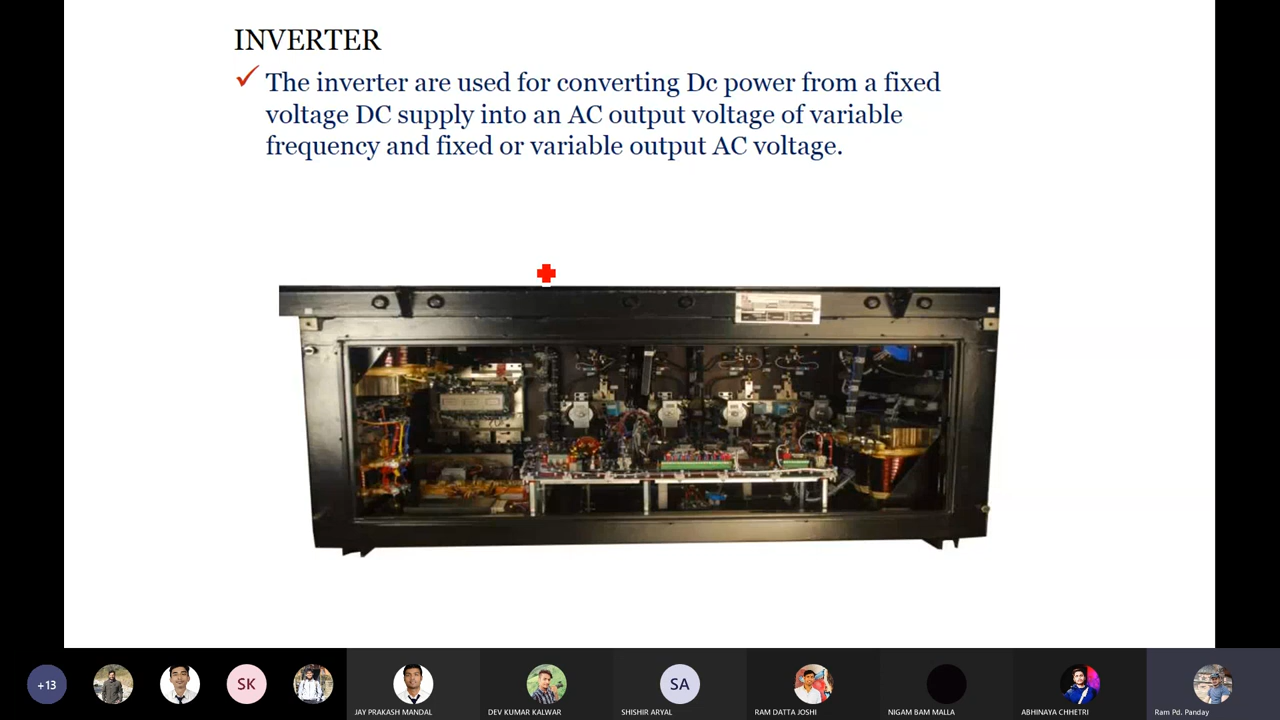 INVERTER
The inverter are used for converting Dc power from a fixed
voltage DC supply into an AC output voltage of variable
frequency and fixed or variable output AC voltage.
+13
SK
SA
JAY PRAKASH MANDAL
DEV KUMAR KALWAR
SHISHIR ARYAL
RAM DATTA JOSHI
NIGAM BAM MALLA
ABHINAYA CHHETRI
Ram Pd. Panday